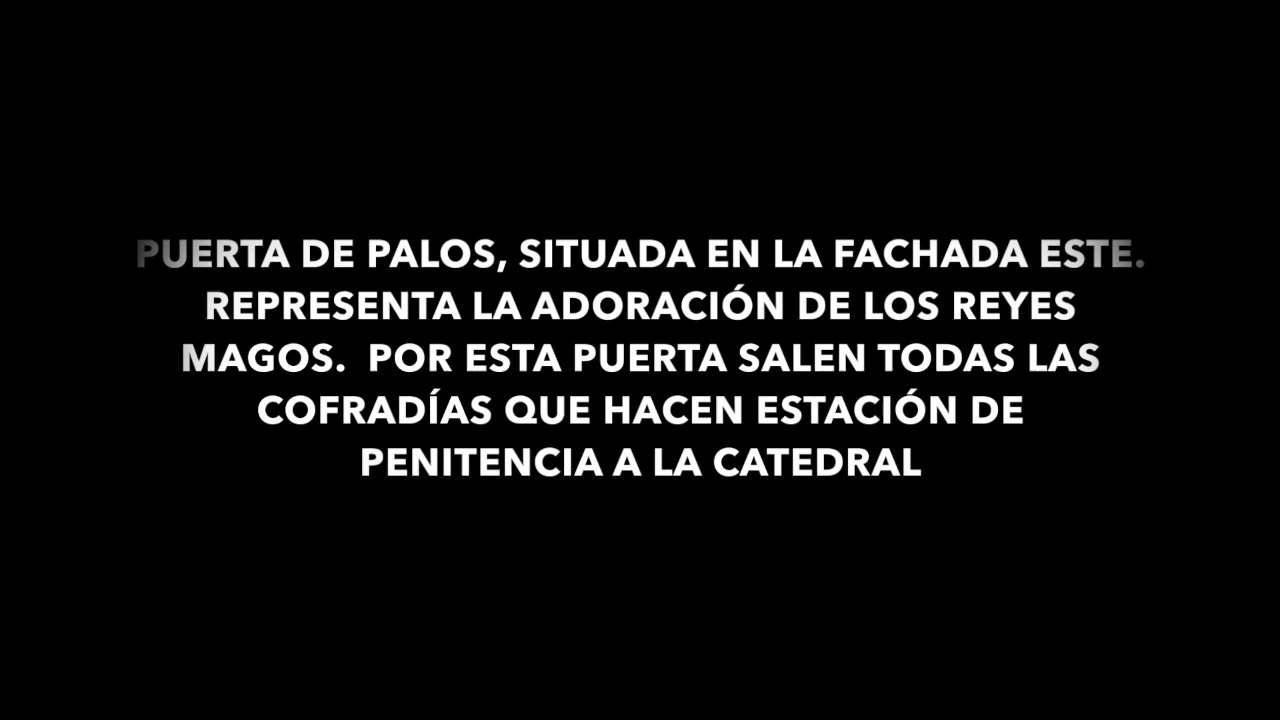 PUERTA DE PALOS, SITUADA EN LA FACHADA ESTE.
REPRESENTA LA ADORACIÓN DE LOS REYES
MAGOS.  POR ESTA PUERTA SALEN TODAS LAS
COFRADÍAS QUE HACEN ESTACIÓN DE
PENITENCIA A LA CATEDRAL